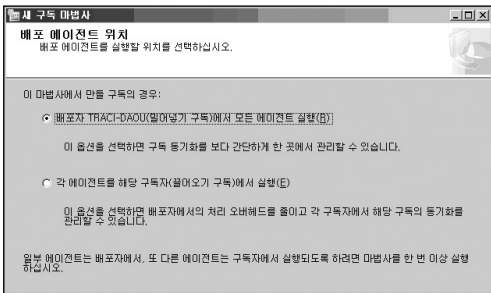 새 구독 마법사
배포 에이전트 위치
배포 에이전트를 실행할 위치를 선택하십시오.
이 마법사에서 만들 구독의 경우:
배포자 TRACI-DAOU(밀어넣기 구독)에서 모든 에이전트 실행(R)
이 옵션을 선택하면 구독 동기화를 보다 간단하게 한 곳에서 관리할 수 있습니다.
각 에이전트를 해당 구독자(끌어오기 구독)에서 실행(E)
이 옵션을 선택하면 배포자에서의 처리 오버헤드를 줄이고 각 구독자에서 해당 구독의 동기화를
관리할 수 있습니다.
일부 에이전트는 배포자에서, 또 다른 에이전트는 구독자에서 실행되도록 하려면 마법사를 한 번 이상 실행
하십시오.